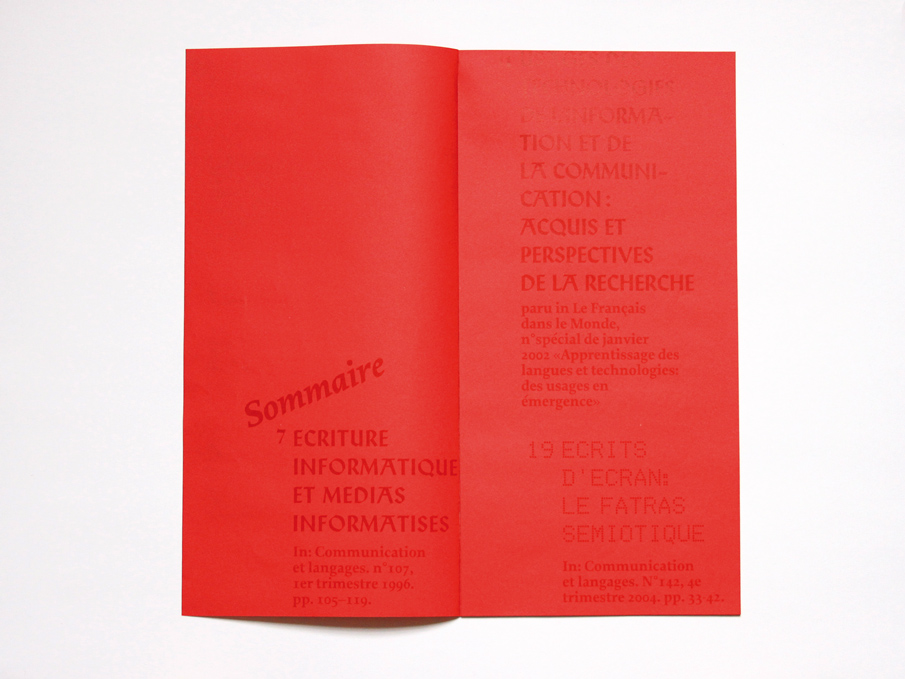 Sommaire
7 ECRITURE
INFORMATIQUE
ET MEDIAS
INFORMATISES
In: Communication
et langages. n°107,
1er trimestre 1996.
pp. 105–119.
TECHNOLOGIES
DE L'INFORMA-
TION ET DE
LA COMMUNI-
CATION :
ACQUIS ET
PERSPECTIVES
DE LA RECHERCHE
paru in Le Français
dans le Monde,
n°spécial de janvier
2002 «Apprentissage des
langues et technologies:
des usages en
émergence»
19 ECRITS
D'ECRAN:
LE FATRAS
SEMIOTIQUE
In: Communication
et langages. N°142, 4e
trimestre 2004. pp. 33-42.